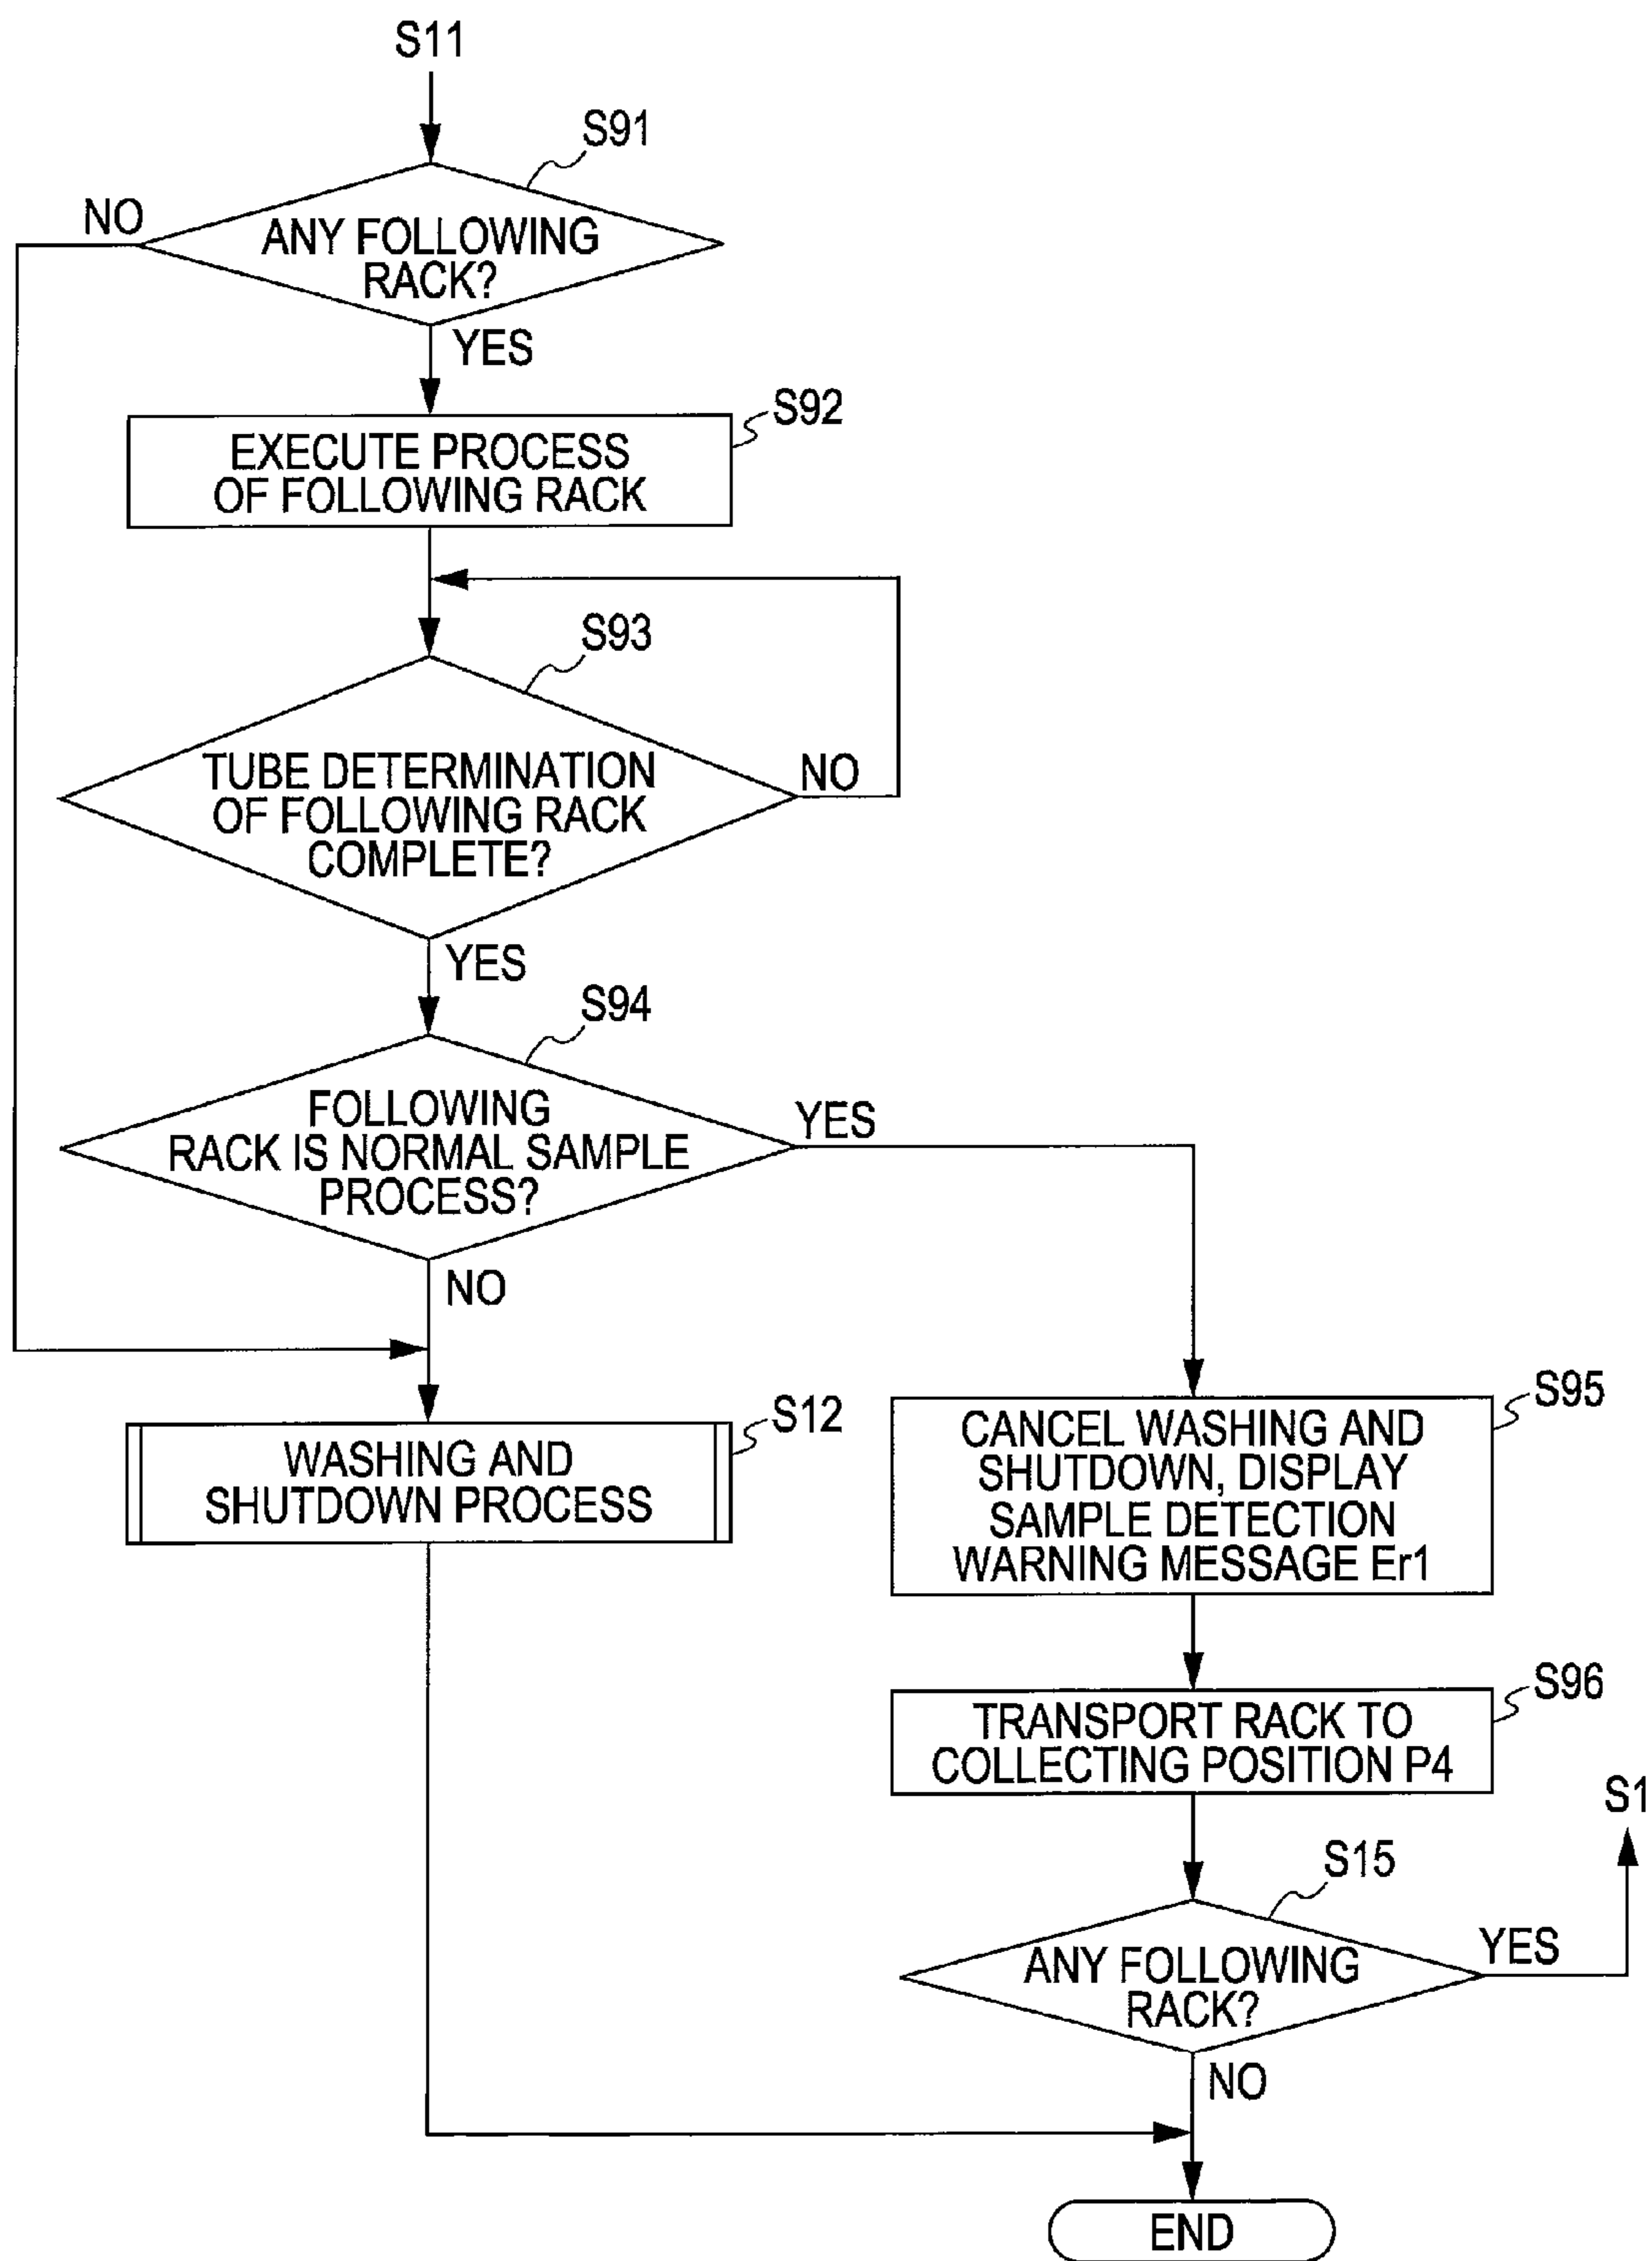 S11
S91
NO
ANY FOLLOWING
RACK?
YES
S92
EXECUTE PROCESS
OF FOLLOWING RACK
S93
TUBE DETERMINATION
OF FOLLOWING RACK
COMPLETE?
NO
YES
S94
FOLLOWING
RACK IS NORMAL SAMPLE
PROCESS?
YES
NO
S12
WASHING AND
SHUTDOWN PROCESS
S95
CANCEL WASHING AND
SHUTDOWN, DISPLAY
SAMPLE DETECTION
WARNING MESSAGE Er1
S96
TRANSPORT RACK TO
COLLECTING POSITION P4
S1
S15
ANY FOLLOWING
RACK?
YES
NO
END